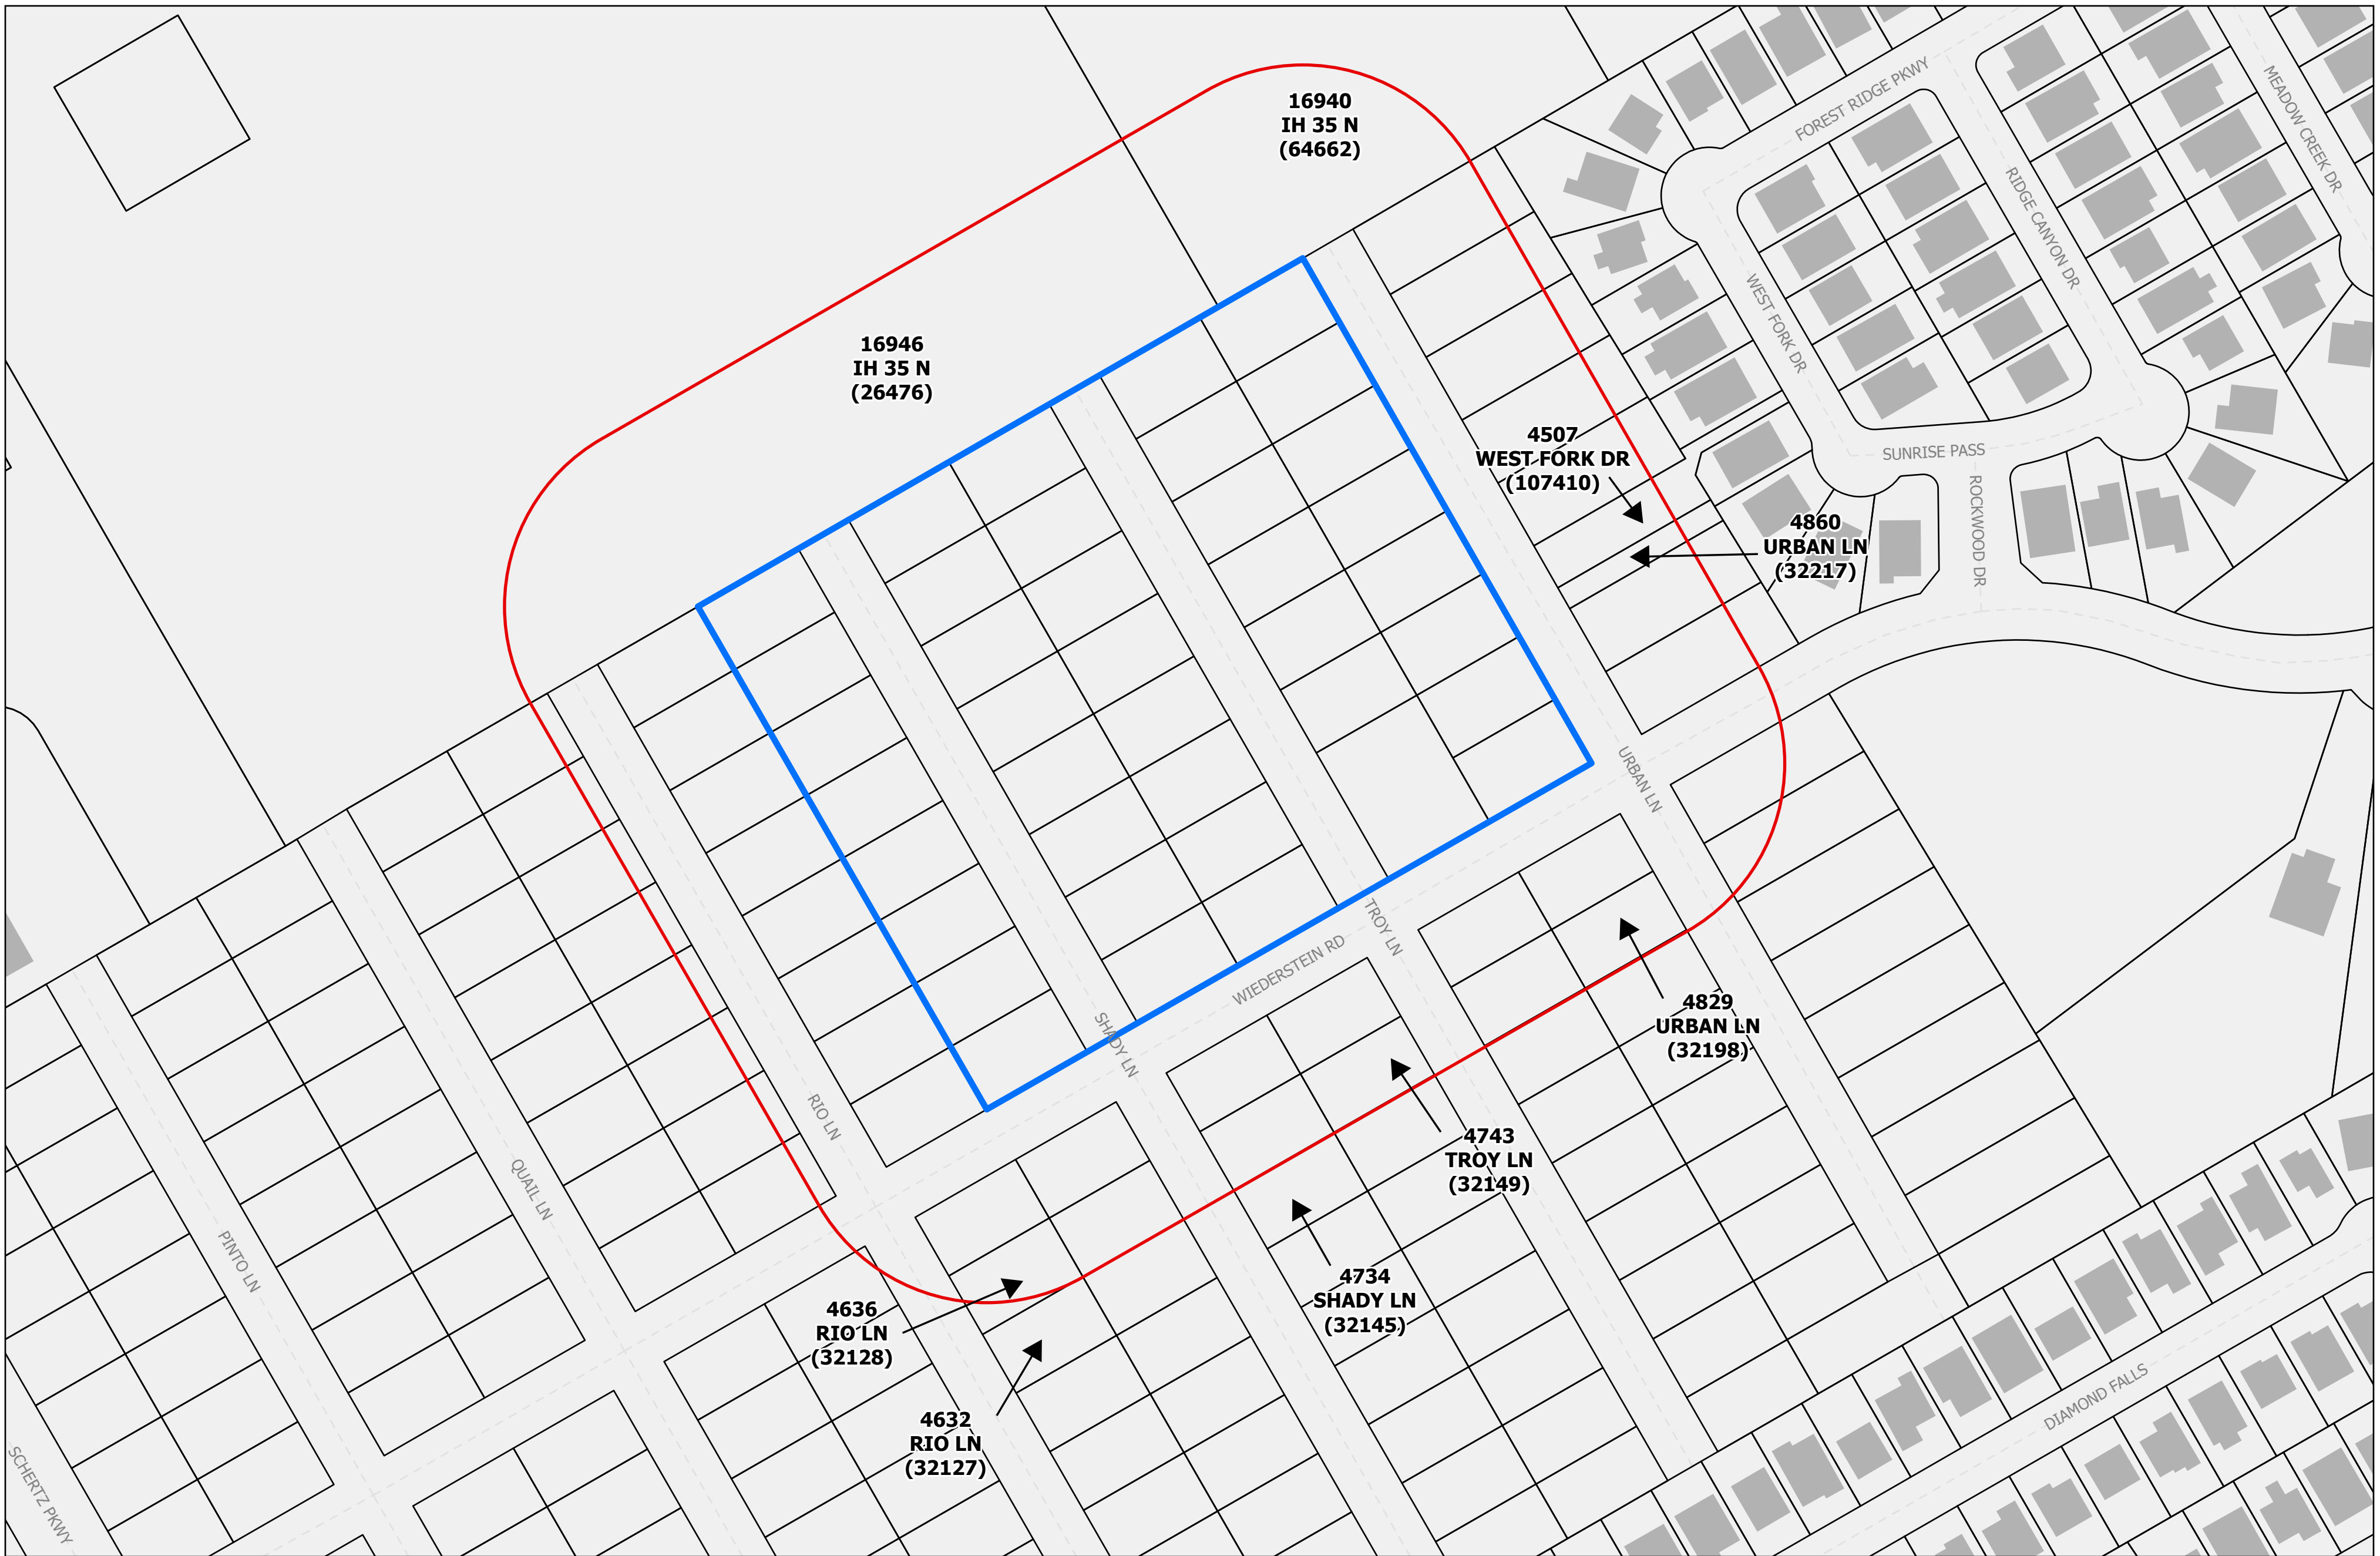 16940
IH 35 N
(64662)
FOREST RIDGE PKWY
MEADOW CREEK DR
RIDGE CANYON DR
WEST FORK DR
16946
IH 35 N
(26476)
4507
WEST FORK DR
(107410)
SUNRISE PASS
ROCKWOOD DR
4860
URBAN LN
(32217)
URBAN LN
TROY LN
WIEDERSTEIN RD
SHADY LN
4829
URBAN LN
(32198)
RIO LN
4743
TROY LN
(32149)
QUAIL LN
PINTO LN
4734
SHADY LN
(32145)
4636
RIO LN
(32128)
4632
RIO LN
(32127)
DIAMOND FALLS
SCHERTZ PKWY